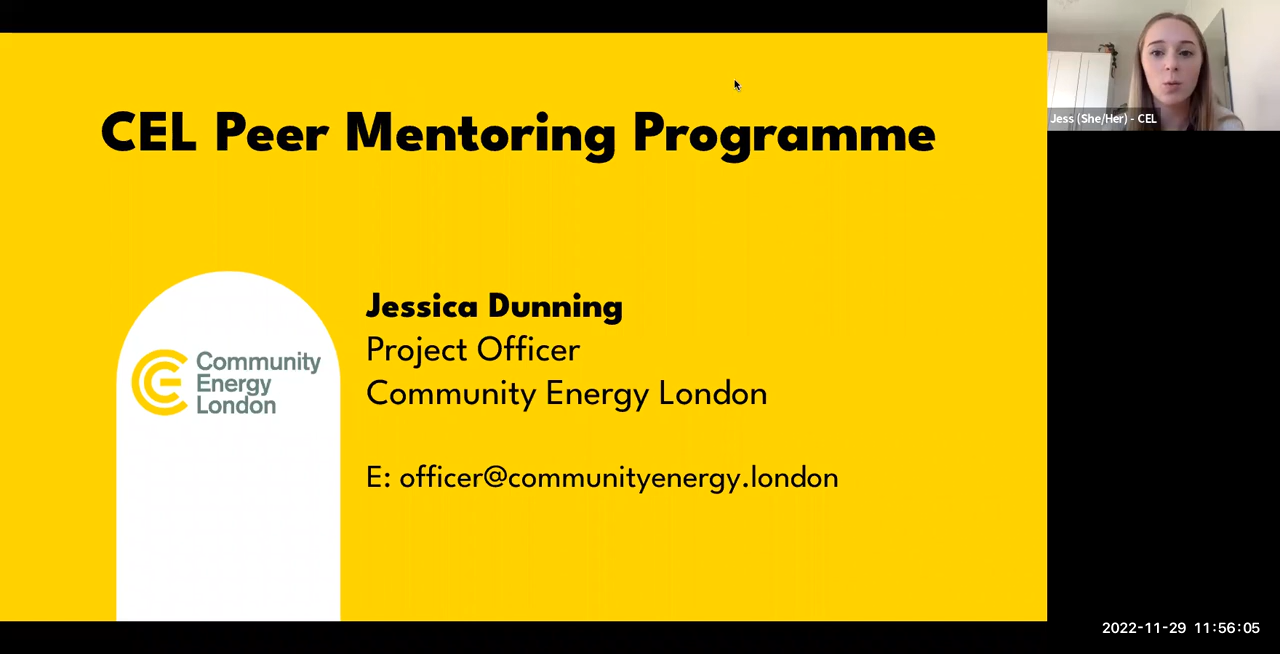 CEL Peer Mentoring Programme
Jess (She/Her) - CEL
Community
Energy
London
Jessica Dunning
Project Officer
Community Energy London
E: officer@communityenergy.london
2022-11-29 11:56:05